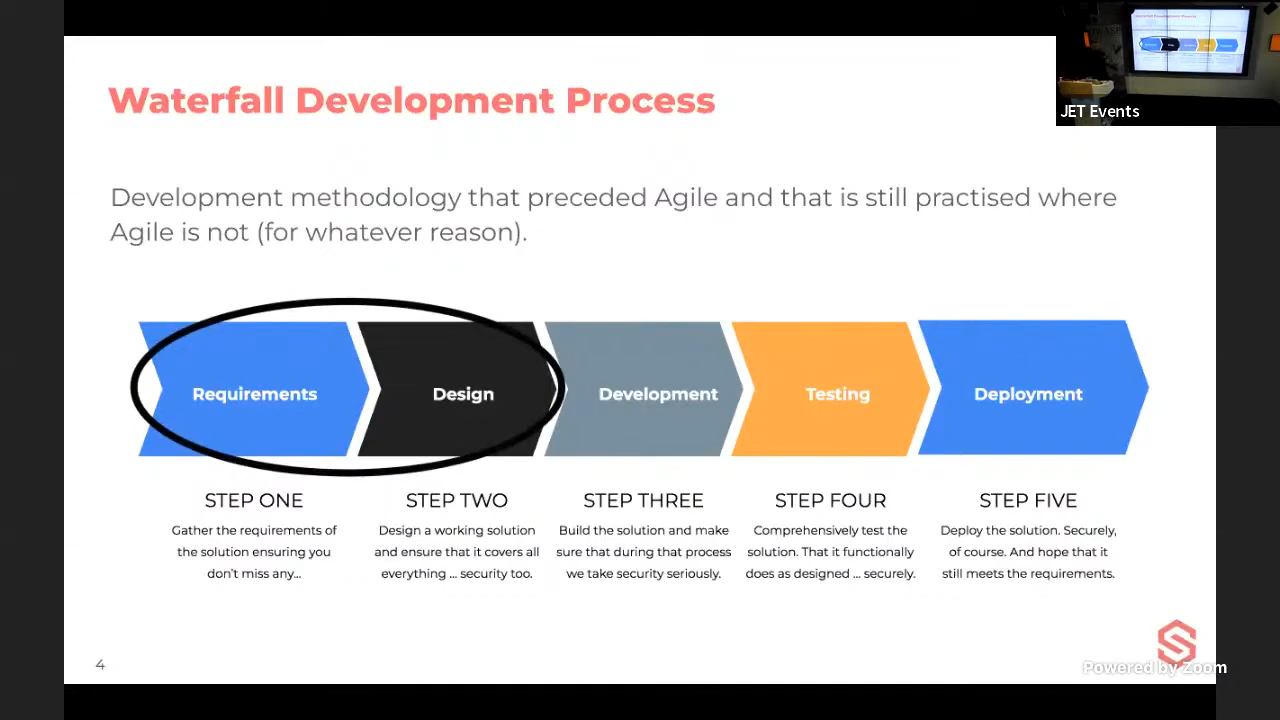 Waterfall Development Process
JET Events
Development methodology that preceded Agile and that is still practised where
Agile is not (for whatever reason).
Requirements
Design
Development
Testing
Deployment
STEP ONE
Gather the requirements of
the solution ensuring you
don't miss any...
STEP TWO
Design a working solution
and ensure that it covers all
everything ... security too.
STEP THREE
Build the solution and make
sure that during that process
we take security seriously.
STEP FOUR
Comprehensively test the
solution. That it functionally
does as designed ... securely.
STEP FIVE
Deploy the solution. Securely,
of course. And hope that it
still meets the requirements.
4
Powered by Zoom